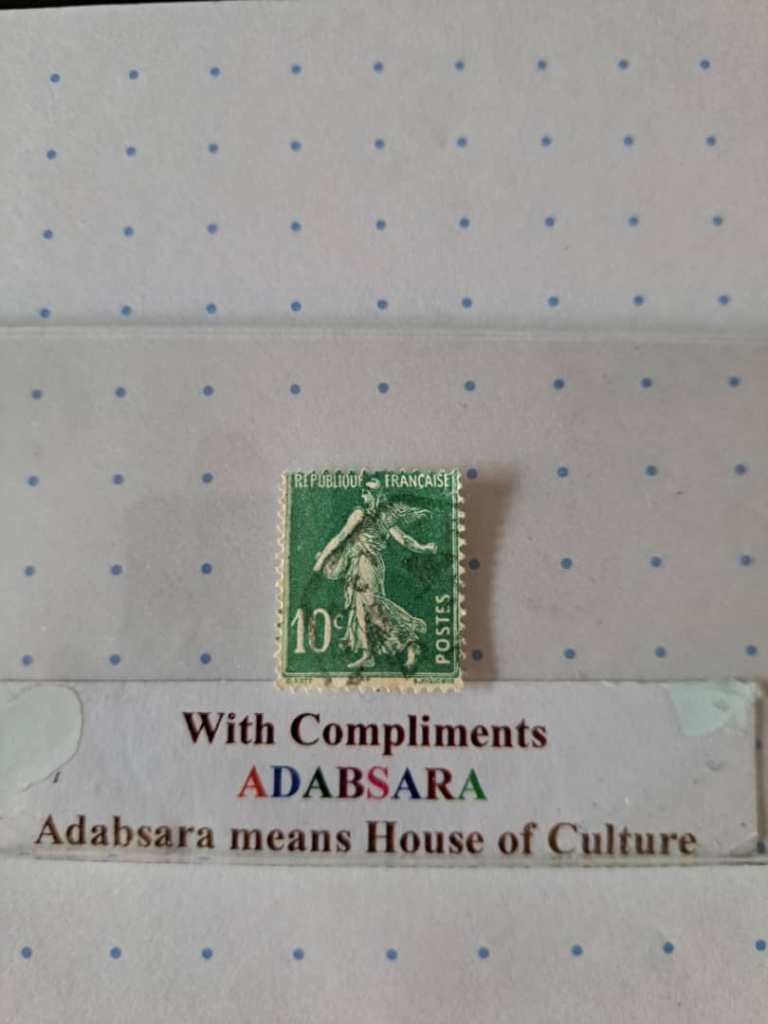 REPUBLIQUE FRANÇAISE
10c
POSTES
With Compliments
ADABSARA
Adabsara means House of Culture